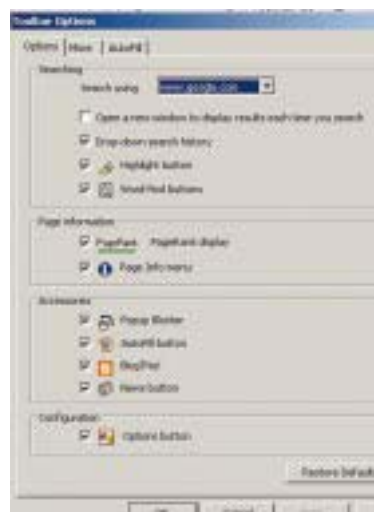 Toolbar Options
Options More AutoFill
Searching
Search using www.google.com
Open a new window to display results each time you search
Drop-down search history
Highlight button
Word Find buttons
Page information
PageRank PageRank display
Page Info menu
Accessories
Popup Blocker
AutoFill button
BlogThis!
News button
Configuration
Options button
Restore Default